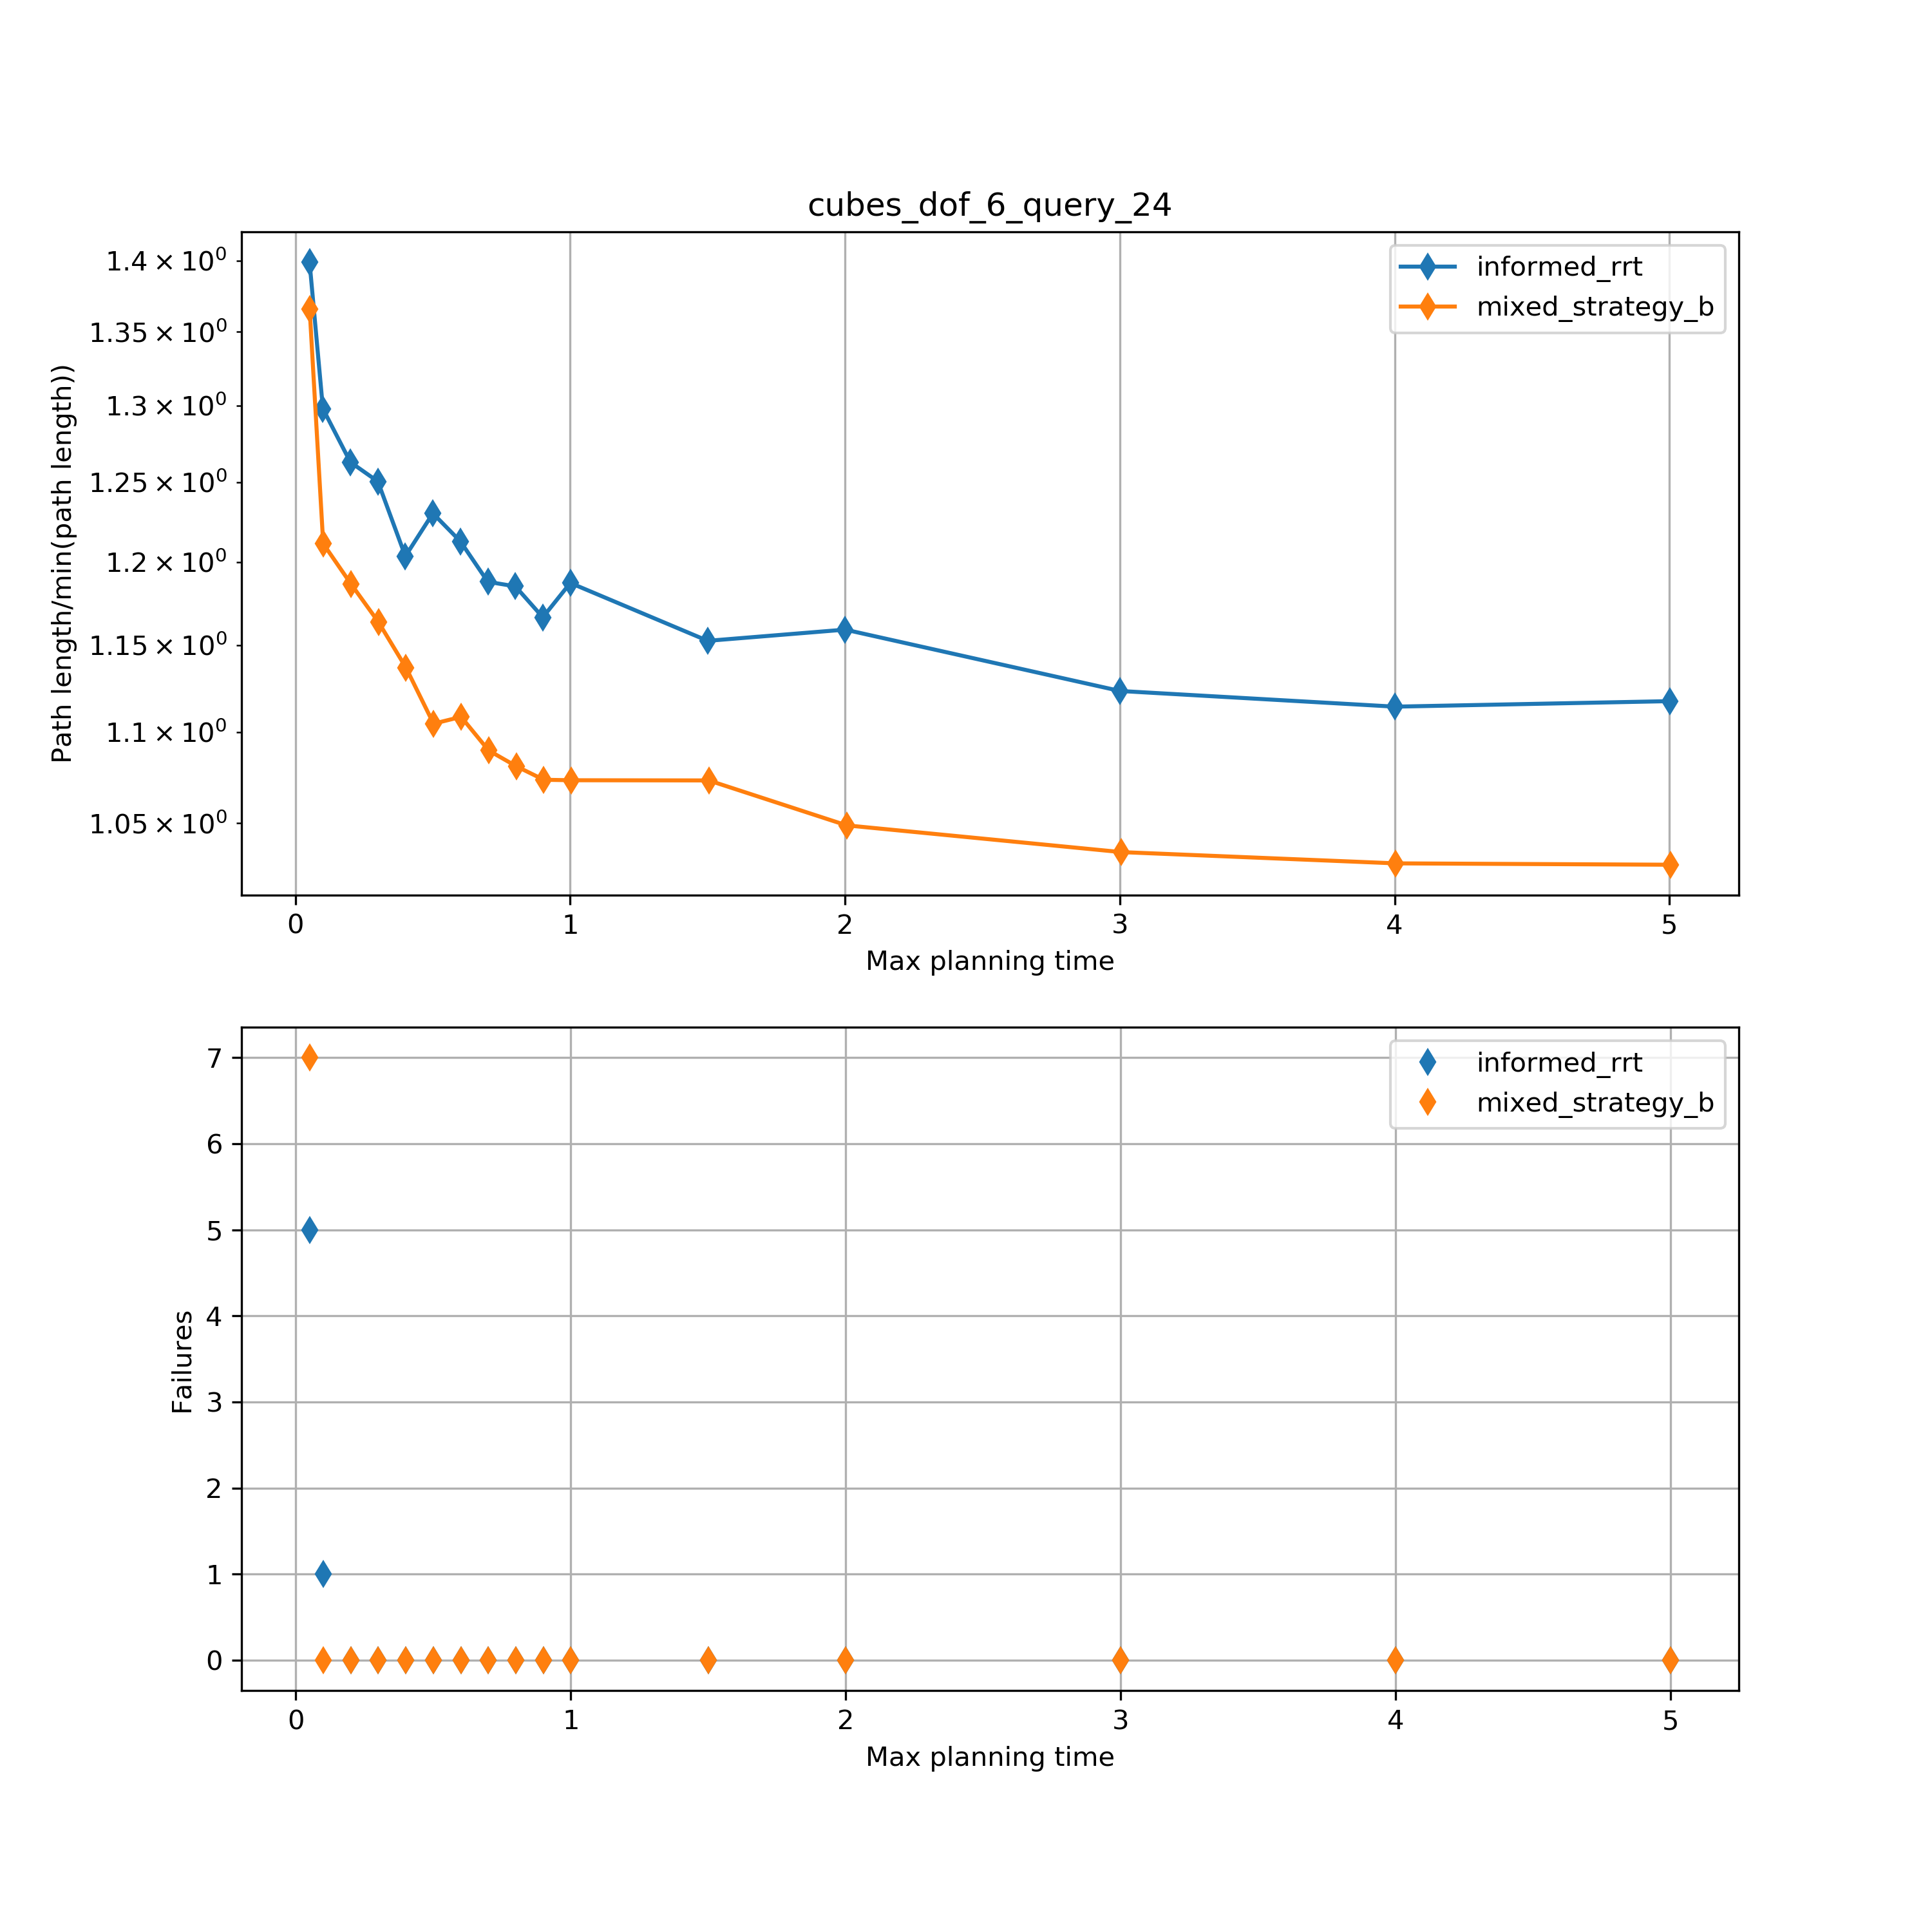 cubes_dof_6_query_24
1.4 × 10⁰
1.35 × 10⁰
1.3 × 10⁰
1.25 × 10⁰
1.2 × 10⁰
1.15 × 10⁰
1.1 × 10⁰
1.05 × 10⁰
Path length/min(path length))
informed_rrt
mixed_strategy_b
0 1 2 3 4 5
Max planning time
7
6
5
4
3
2
1
0
Failures
informed_rrt
mixed_strategy_b
0 1 2 3 4 5
Max planning time